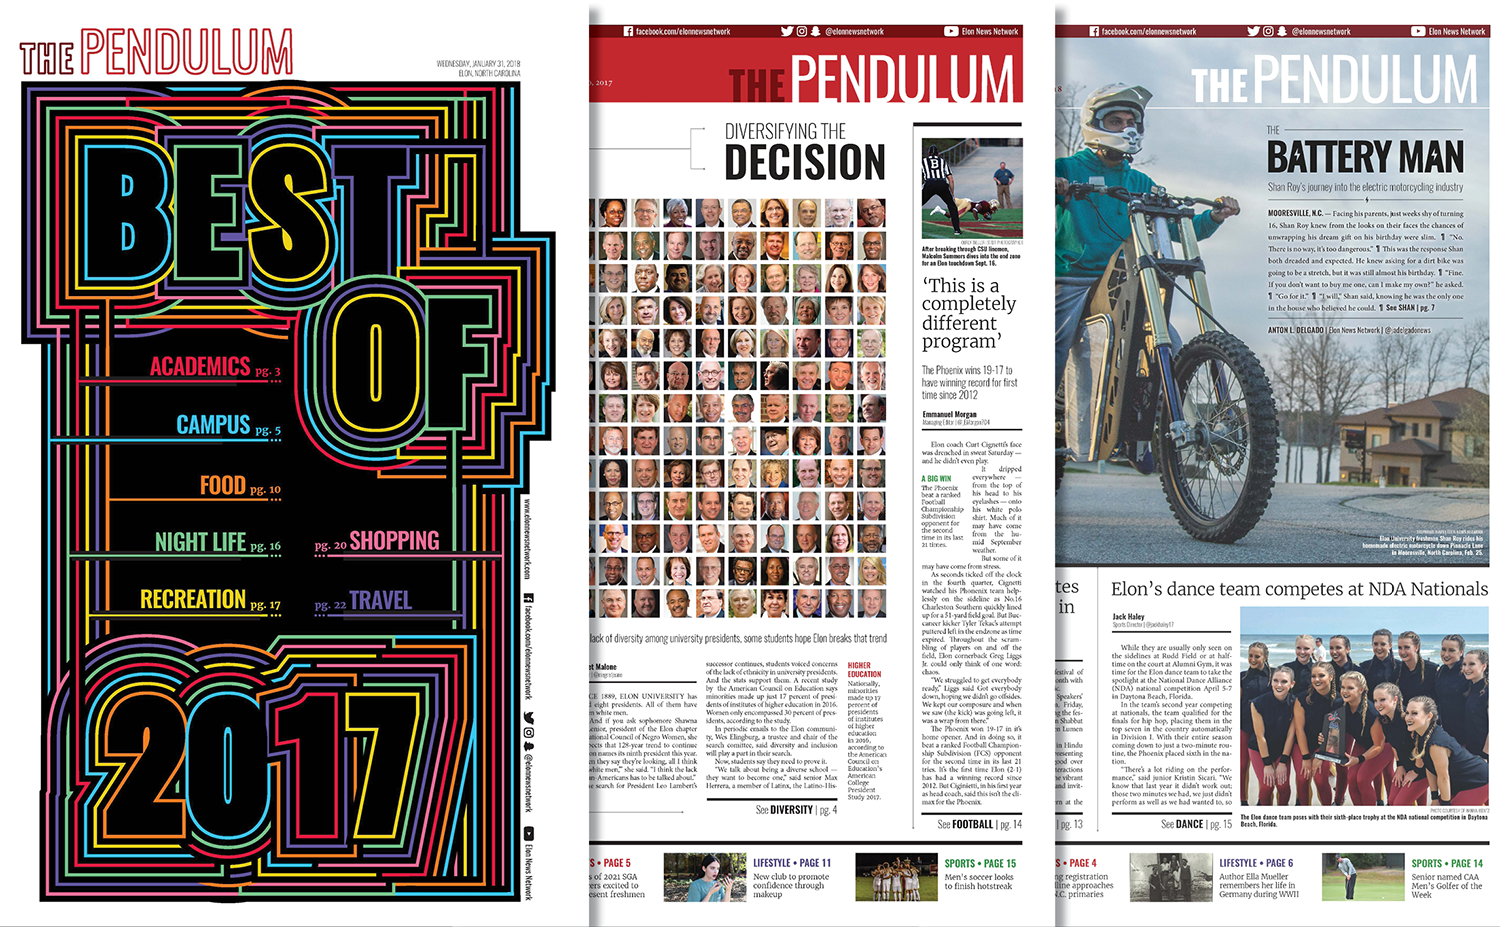 THE PENDULUM
WEDNESDAY, JANUARY 31, 2018
ELON, NORTH CAROLINA
BEST
OF
ACADEMICS pg. 3
CAMPUS pg. 5
FOOD pg. 10
NIGHT LIFE pg. 16
pg. 20 SHOPPING
RECREATION pg. 17
pg. 22 TRAVEL
2017
www.elonnewsnetwork.com
facebook.com/elonnewsnetwork
@elonnewsnetwork
Elon News Network
facebook.com/elonnewsnetwork
@elonnewsnetwork
Elon News Network
2017
THE PENDULUM
DIVERSIFYING THE
DECISION
lack of diversity among university presidents, some students hope Elon breaks that trend
Malone
CE 1889, ELON UNIVERSITY has
eight presidents. All of them have
white men.
And if you ask sophomore Shawna
senior, president of the Elon chapter
ational Council of Negro Women, she
ects that 128-year trend to continue
on names its ninth president this year.
m they say they're looking, all I think
white men," she said. "I think the lack
an-Americans has to be talked about."
e search for President Leo Lambert's
successor continues, students voiced concerns
of the lack of ethnicity in university presidents.
And the stats support them. A recent study
by the American Council on Education says
minorities made up just 17 percent of presi-
dents of institutes of higher education in 2016.
Women only encompassed 30 percent of pres-
idents, according to the study.
In periodic emails to the Elon communi-
ty, Wes Elingburg, a trustee and chair of the
search comittee, said diversity and inclusion
will play a part in their search.
Now, students say they need to prove it.
"We talk about being a diverse school —
they want to become one," said senior Max
Herrera, a member of Latinx, the Latino-His-
See DIVERSITY | pg. 4
HIGHER
EDUCATION
Nationally,
minorities
made up 17
percent of
presidents
of institutes
of higher
education
in 2016,
according to
the American
Council on
Education's
American
College
President
Study 2017.
After breaking through CSU linemen,
Malcolm Summers dives into the end zone
for an Elon touchdown Sept. 16.
'This is a
completely
different
program'
The Phoenix wins 19-17 to
have winning record for first
time since 2012
Emmanuel Morgan
Managing Editor
Elon coach Curt Cignetti's face
was drenched in sweat Saturday —
and he didn't even play.
It dripped
everywhere —
from the top of
his head to his
eyelashes — onto
his white polo
shirt. Much of it
may have come
from the hu-
mid September
weather.
But some of it
may have come from stress.
A BIG WIN
The Phoenix
beat a ranked
Football
Championship
Subdivision
opponent for
the second
time in its last
21 times.
As seconds ticked off the clock
in the fourth quarter, Cignetti
watched his Phoenix team help-
lessly on the sideline as No.16
Charleston Southern quickly lined
up for a 51-yard field goal. But Buc-
caneer kicker Tyler Tekac's attempt
puttered left in the endzone as time
expired. Throughout the scram-
bling of players on and off the
field, Elon cornerback Greg Liggs
Jr. could only think of one word:
chaos.
"We struggled to get everybody
ready," Liggs said Got everybody
down, hoping we didn't go offsides.
We kept our composure and when
we saw (the kick) was going left, it
was a wrap from there."
The Phoenix won 19-17 in it's
home opener. And in doing so, it
beat a ranked Football Champion-
ship Subdivision (FCS) opponent
for the second time in its last 21
tries. It's the first time Elon (2-1)
has had a winning record since
2012. But Cignietti, in his first year
as head coach, said this isn't the cli-
max for the Phoenix.
See FOOTBALL | pg. 14
S • PAGE 5
s of 2021 SGA
ers excited to
esent freshmen
LIFESTYLE • PAGE 11
New club to promote
confidence through
makeup
SPORTS • PAGE 15
Men's soccer looks
to finish hotstreak
facebook.com/elonnewsnetwork
@elonnewsnetwork
Elon News Network
THE PENDULUM
THE
BATTERY MAN
Shan Roy's journey into the electric motorcycling industry
MOORESVILLE, N.C. — Facing his parents, just weeks shy of turning
16, Shan Roy knew from the looks on their faces the chances of
unwrapping his dream gift on his birthday were slim. ¶ "No.
There is no way, it's too dangerous." ¶ This was the response Shan
both dreaded and expected. He knew asking for a dirt bike was
going to be a stretch, but it was still almost his birthday. ¶ "Fine.
If you don't want to buy me one, can I make my own?" he asked.
¶ "Go for it." ¶ "I will," Shan said, knowing he was the only one
in the house who believed he could. ¶ See SHAN | pg. 7
ANTON L. DELGADO | Elon News Network | @jadelgadonews
Elon University freshman Shan Roy rides his
homemade electric motorcycle down Pinnacle Lane
in Mooresville, North Carolina, Feb. 25.
tes
in
pg. 13
Elon's dance team competes at NDA Nationals
Jack Haley
Sports Director | @jackhaley17
While they are usually only seen on
the sidelines at Rudd Field or at half-
time on the court at Alumni Gym, it was
time for the Elon dance team to take the
spotlight at the National Dance Alliance
(NDA) national competition April 5-7
in Daytona Beach, Florida.
In the team's second year competing
at nationals, the team qualified for the
finals for hip hop, placing them in the
top seven in the country automatically
in Division I. With their entire season
coming down to just a two-minute rou-
tine, the Phoenix placed sixth in the na-
tion.
"There's a lot riding on the perfor-
mance," said junior Kristin Sicari. "We
know that last year it didn't work out;
those two minutes we had, we just didn't
perform as well as we had wanted to, so
See DANCE | pg. 15
The Elon dance team poses with their sixth-place trophy at the NDA national competition in Daytona
Beach, Florida.
S • PAGE 4
ng registration
line approaches
N.C. primaries
LIFESTYLE • PAGE 6
Author Ella Mueller
remembers her life in
Germany during WWII
SPORTS • PAGE 14
Senior named CAA
Men's Golfer of the
Week